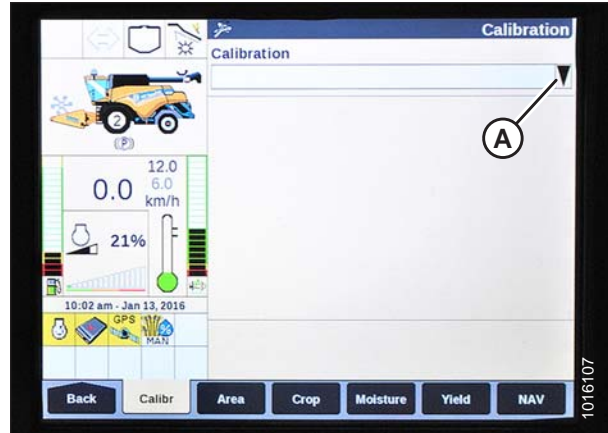 Calibration
Calibration
A
2
(P)
12.0
0.0 6.0
km/h
21%
10:02 am - Jan 13, 2016
GPS
MAN
Back Calibr Area Crop Moisture Yield NAV
1016107